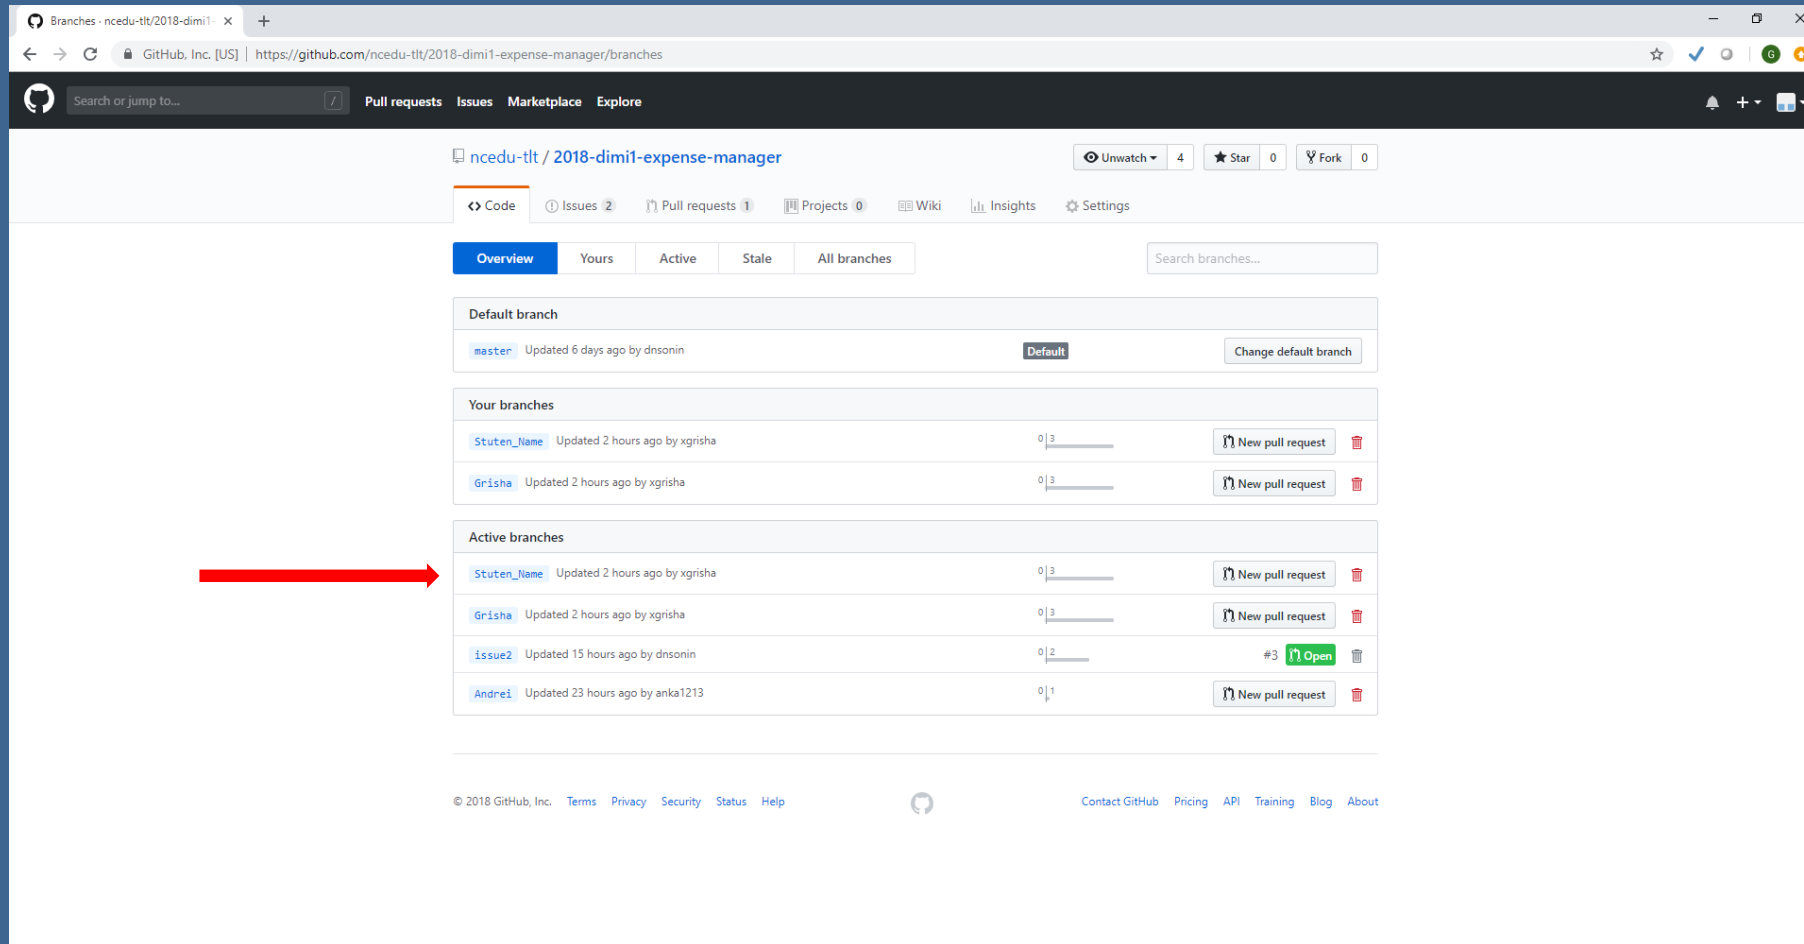 Branches · ncedu-tlt/2018-dimi1-
GitHub, Inc. [US] | https://github.com/ncedu-tlt/2018-dimi1-expense-manager/branches
G
Search or jump to... / Pull requests Issues Marketplace Explore
ncedu-tlt / 2018-dimi1-expense-manager Unwatch 4 Star 0 Fork 0
Code Issues 2 Pull requests 1 Projects 0 Wiki Insights Settings
Overview Yours Active Stale All branches Search branches...
Default branch
master Updated 6 days ago by dnsonin Default Change default branch
Your branches
Stuten_Name Updated 2 hours ago by xgrisha 0 3 New pull request
Grisha Updated 2 hours ago by xgrisha 0 3 New pull request
Active branches
Stuten_Name Updated 2 hours ago by xgrisha 0 3 New pull request
Grisha Updated 2 hours ago by xgrisha 0 3 New pull request
issue2 Updated 15 hours ago by dnsonin 0 2 #3 Open
Andrei Updated 23 hours ago by anka1213 0 1 New pull request
© 2018 GitHub, Inc. Terms Privacy Security Status Help Contact GitHub Pricing API Training Blog About